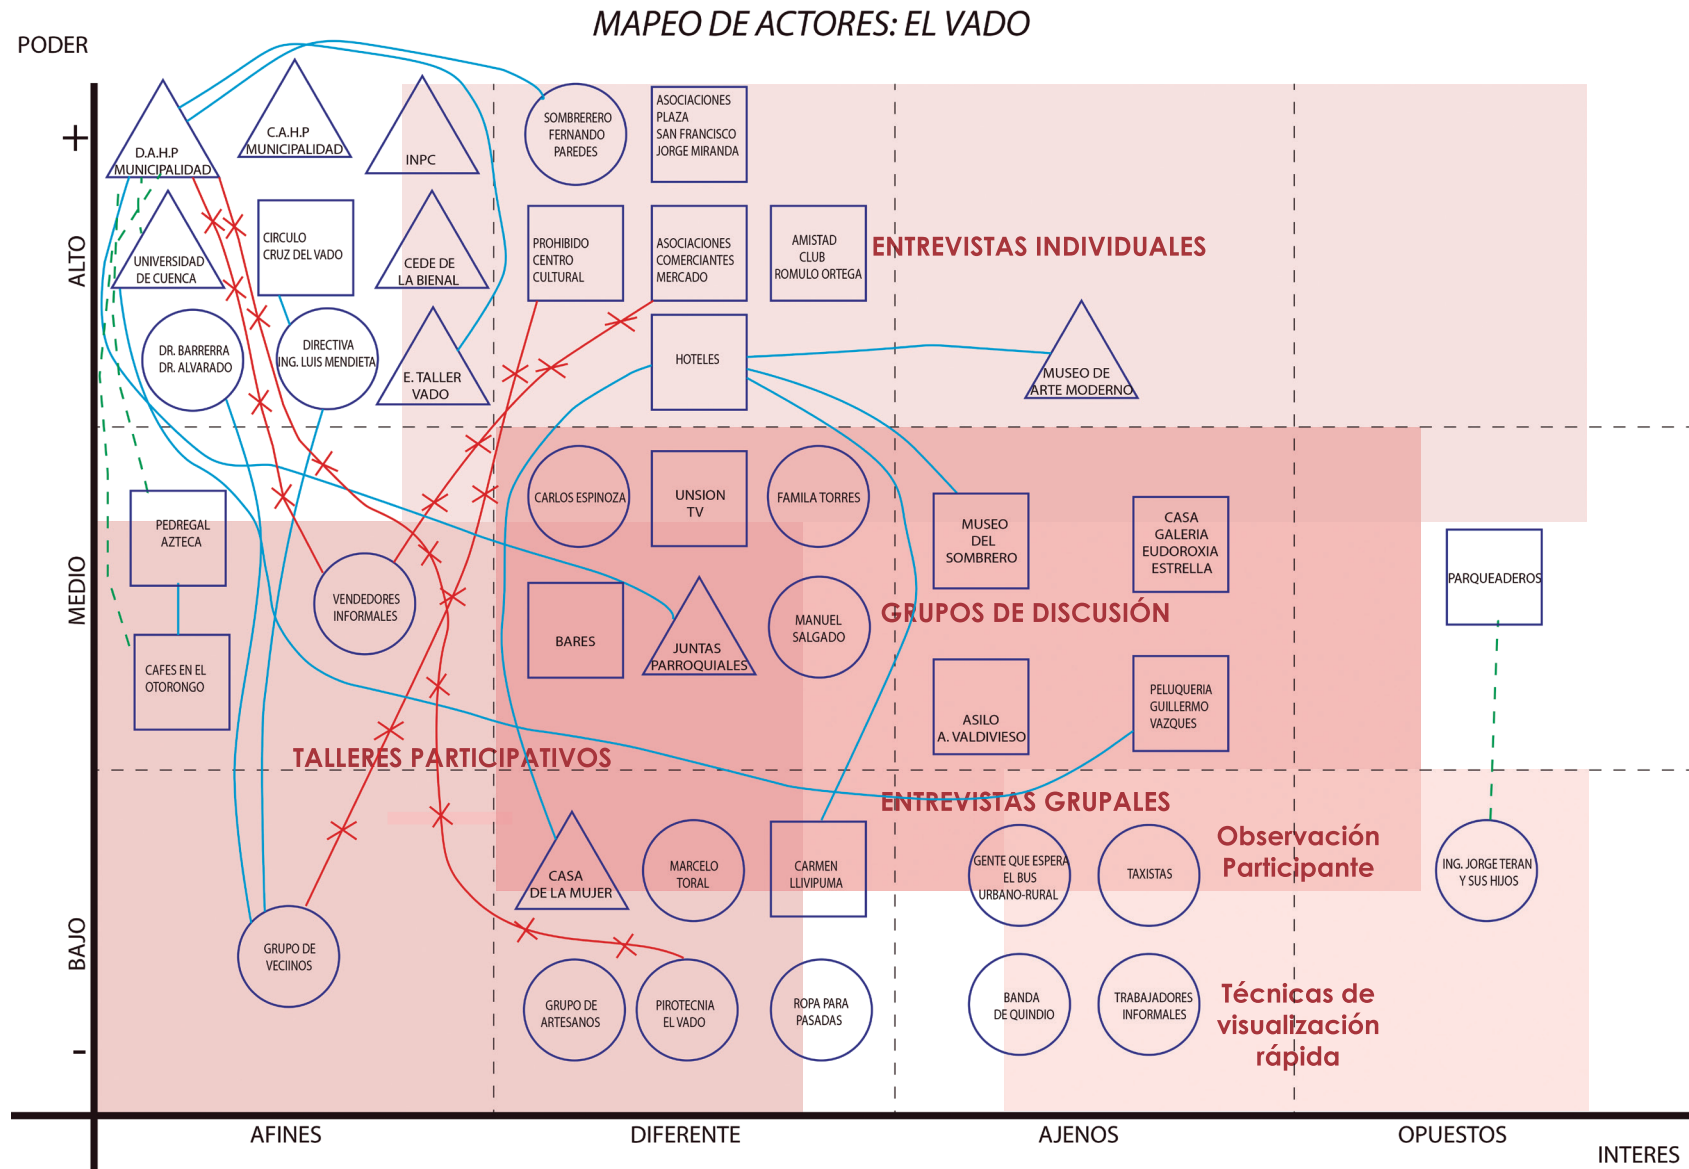 MAPEO DE ACTORES: EL VADO
PODER
+
ALTO
MEDIO
BAJO
-
D.A.H.P
MUNICIPALIDAD
C.A.H.P
MUNICIPALIDAD
INPC
SOMBRERERO
FERNANDO
PAREDES
ASOCIACIONES
PLAZA
SAN FRANCISCO
JORGE MIRANDA
UNIVERSIDAD
DE CUENCA
CIRCULO
CRUZ DEL VADO
CEDE DE
LA BIENAL
PROHIBIDO
CENTRO
CULTURAL
ASOCIACIONES
COMERCIANTES
MERCADO
AMISTAD
CLUB
ROMULO ORTEGA
ENTREVISTAS INDIVIDUALES
DR. BARRERRA
DR. ALVARADO
DIRECTIVA
ING. LUIS MENDIETA
E. TALLER
VADO
HOTELES
MUSEO DE
ARTE MODERNO
CARLOS ESPINOZA
UNSION
TV
FAMILA TORRES
MUSEO
DEL
SOMBRERO
CASA
GALERIA
EUDOROXIA
ESTRELLA
PEDREGAL
AZTECA
PARQUEADEROS
VENDEDORES
INFORMALES
BARES
JUNTAS
PARROQUIALES
MANUEL
SALGADO
GRUPOS DE DISCUSIÓN
CAFES EN EL
OTORONGO
ASILO
A. VALDIVIESO
PELUQUERIA
GUILLERMO
VAZQUES
TALLERES PARTICIPATIVOS
ENTREVISTAS GRUPALES
CASA
DE LA MUJER
MARCELO
TORAL
CARMEN
LLIVIPUMA
GENTE QUE ESPERA
EL BUS
URBANO-RURAL
TAXISTAS
Observación
Participante
ING. JORGE TERAN
Y SUS HIJOS
GRUPO DE
VECIINOS
GRUPO DE
ARTESANOS
PIROTECNIA
EL VADO
ROPA PARA
PASADAS
BANDA
DE QUINDIO
TRABAJADORES
INFORMALES
Técnicas de
visualización
rápida
AFINES
DIFERENTE
AJENOS
OPUESTOS
INTERES